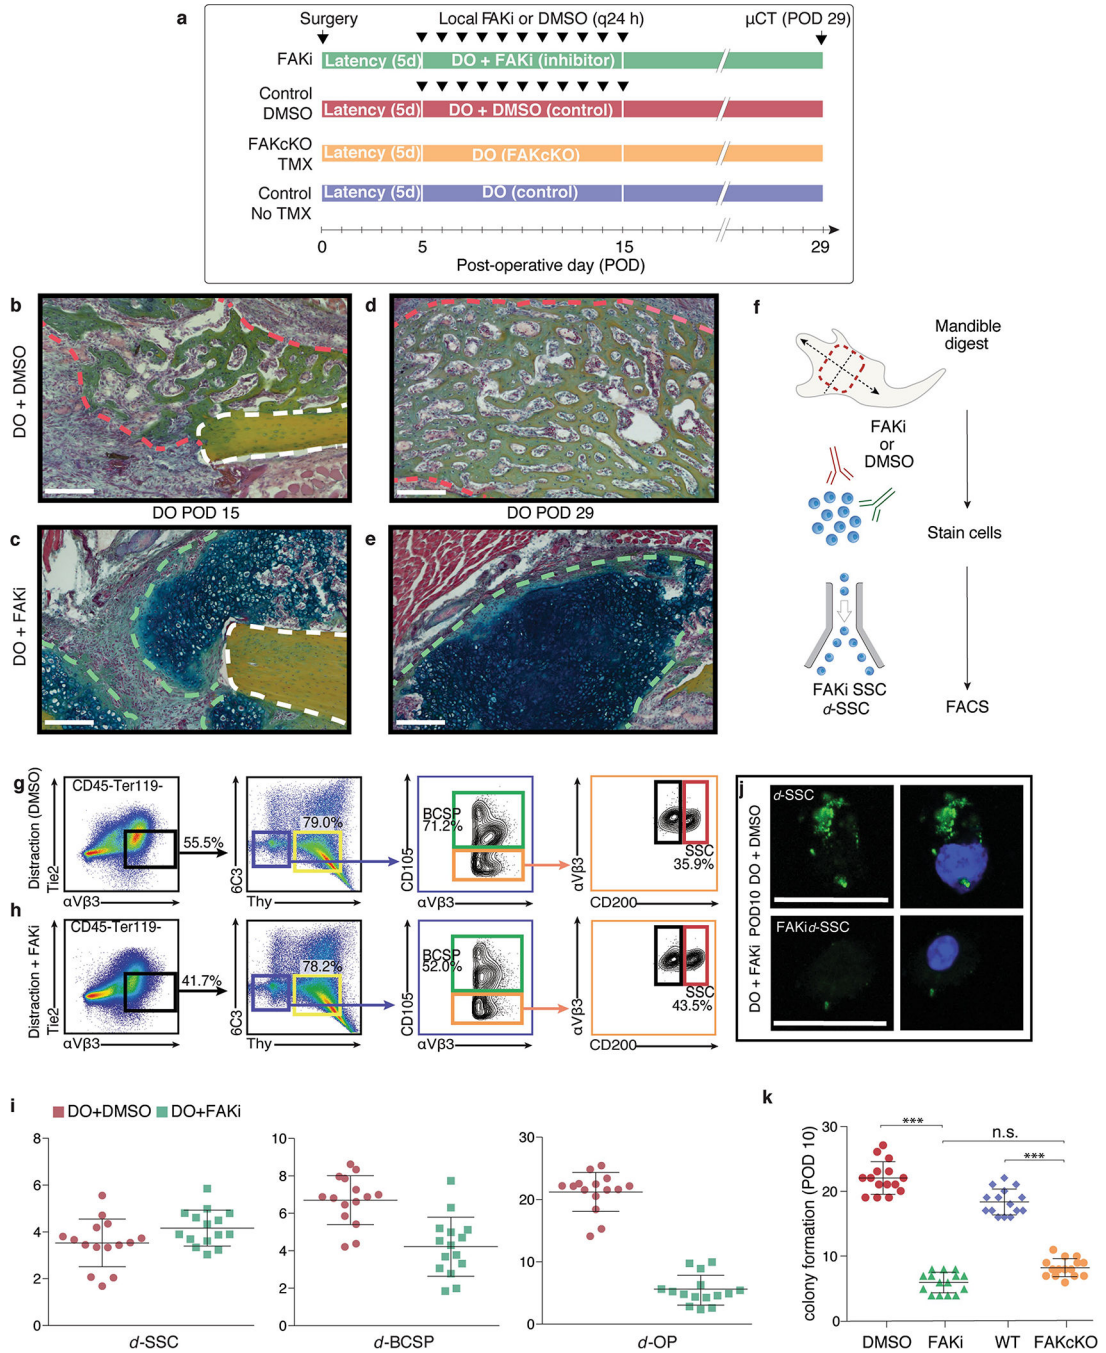 a
Surgery
Local FAKi or DMSO (q24 h)
µCT (POD 29)
FAKi
Latency (5d)
DO + FAKi (inhibitor)
Control
DMSO
Latency (5d)
DO + DMSO (control)
FAKcKO
TMX
Latency (5d)
DO (FAKcKO)
Control
No TMX
Latency (5d)
DO (control)
0
5
15
29
Post-operative day (POD)
b
d
f
DO + DMSO
DO POD 15
DO POD 29
c
e
DO + FAKi
Mandible
digest
FAKi
or
DMSO
Stain cells
FAKi SSC
d-SSC
FACS
g
Distraction (DMSO)
CD45-Ter119-
Tie2
αVβ3
55.5%
6C3
79.0%
Thy
CD105
BCSP
71.2%
αVβ3
αVβ3
SSC
35.9%
CD200
h
Distraction + FAKi
CD45-Ter119-
Tie2
αVβ3
41.7%
6C3
78.2%
Thy
CD105
BCSP
52.0%
αVβ3
αVβ3
SSC
43.5%
CD200
j
d-SSC
POD10 DO + DMSO
FAKi d-SSC
DO + FAKi
i
DO+DMSO
DO+FAKi
8
6
4
2
0
d-SSC
10
8
6
4
2
0
d-BCSP
30
20
10
0
d-OP
k
colony formation (POD 10)
30
20
10
0
***
n.s.
***
DMSO
FAKi
WT
FAKcKO